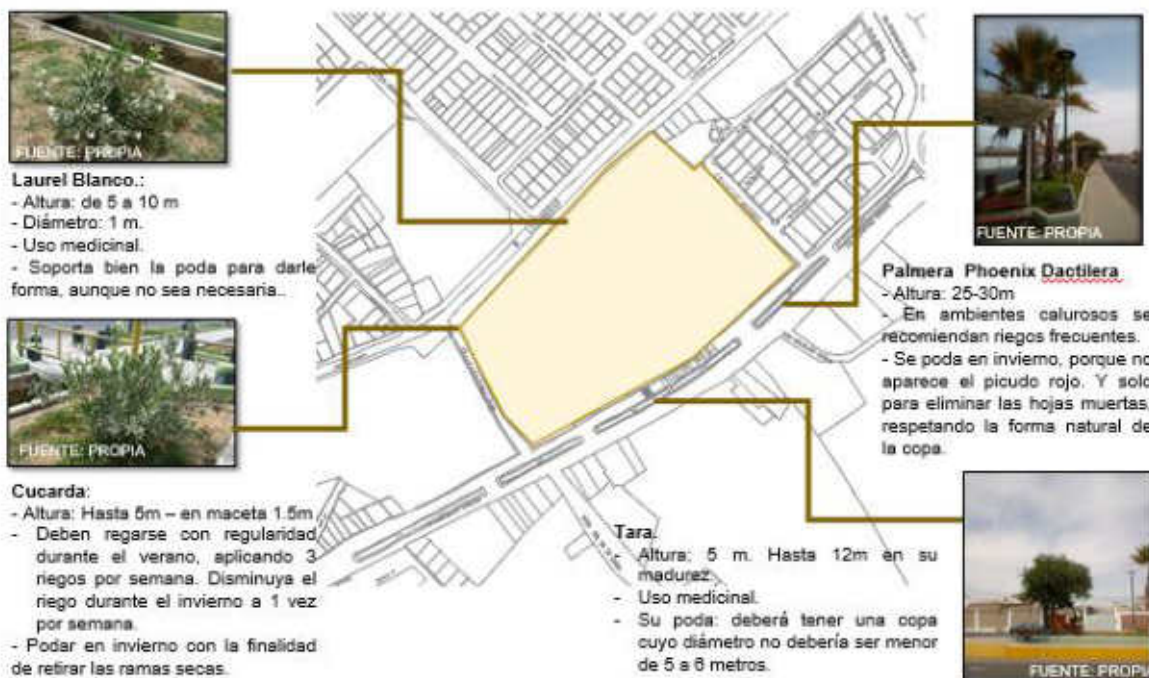 FUENTE: PROPIA
Laurel Blanco.:
- Altura: de 5 a 10 m
- Diámetro: 1 m.
- Uso medicinal.
- Soporta bien la poda para darle
forma, aunque no sea necesaria..
FUENTE: PROPIA
Cucarda:
- Altura: Hasta 5m – en maceta 1.5m
- Deben regarse con regularidad
durante el verano, aplicando 3
riegos por semana. Disminuya el
riego durante el invierno a 1 vez
por semana.
- Podar en invierno con la finalidad
de retirar las ramas secas.
FUENTE: PROPIA
Palmera Phoenix Dactilera
- Altura: 25-30m
- En ambientes calurosos se
recomiendan riegos frecuentes.
- Se poda en invierno, porque no
aparece el picudo rojo. Y solo
para eliminar las hojas muertas,
respetando la forma natural de
la copa.
Tara.
- Altura: 5 m. Hasta 12m en su
madurez.
- Uso medicinal.
- Su poda: deberá tener una copa
cuyo diámetro no debería ser menor
de 5 a 6 metros.
FUENTE: PROPIA